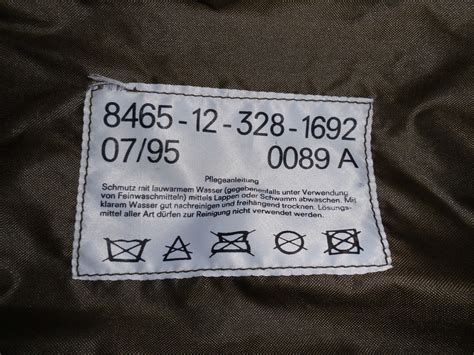 8465-12-328-1692
07/95 0089 A
Pflegeanleitung
Schmutz mit lauwarmem Wasser (gegebenenfalls unter Verwendung
von Feinwaschmitteln) mittels Lappen oder Schwamm abwaschen. Mit
klarem Wasser gut nachreinigen und freihängend trocknen. Lösungs-
mittel aller Art dürfen zur Reinigung nicht verwendet werden.